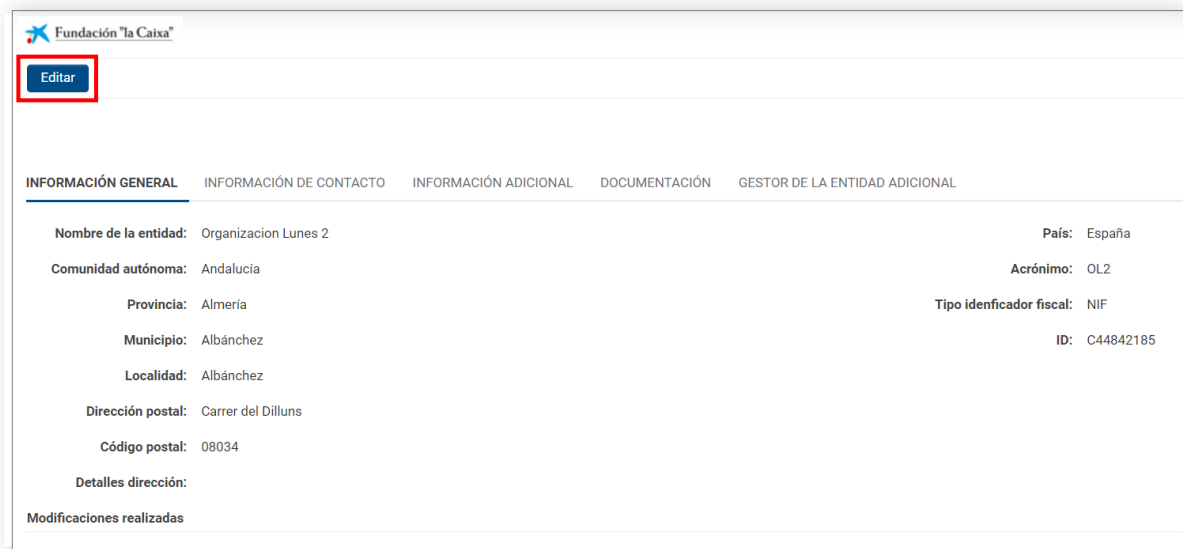 Fundación "la Caixa"
Editar
INFORMACIÓN GENERAL INFORMACIÓN DE CONTACTO INFORMACIÓN ADICIONAL DOCUMENTACIÓN GESTOR DE LA ENTIDAD ADICIONAL
Nombre de la entidad: Organizacion Lunes 2 País: España
Comunidad autónoma: Andalucía Acrónimo: OL2
Provincia: Almería Tipo idenficador fiscal: NIF
Municipio: Albánchez ID: C44842185
Localidad: Albánchez
Dirección postal: Carrer del Dilluns
Código postal: 08034
Detalles dirección:
Modificaciones realizadas